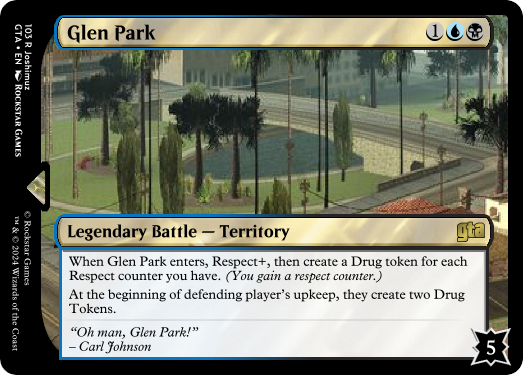 Glen Park
1
Legendary Battle — Territory
gta
When Glen Park enters, Respect+, then create a Drug token for each
Respect counter you have. (You gain a respect counter.)
At the beginning of defending player's upkeep, they create two Drug
Tokens.
“Oh man, Glen Park!”
– Carl Johnson
5
103 R Joshimuz
GTA • EN Rockstar Games
© Rockstar Games
™ & © 2024 Wizards of the Coast